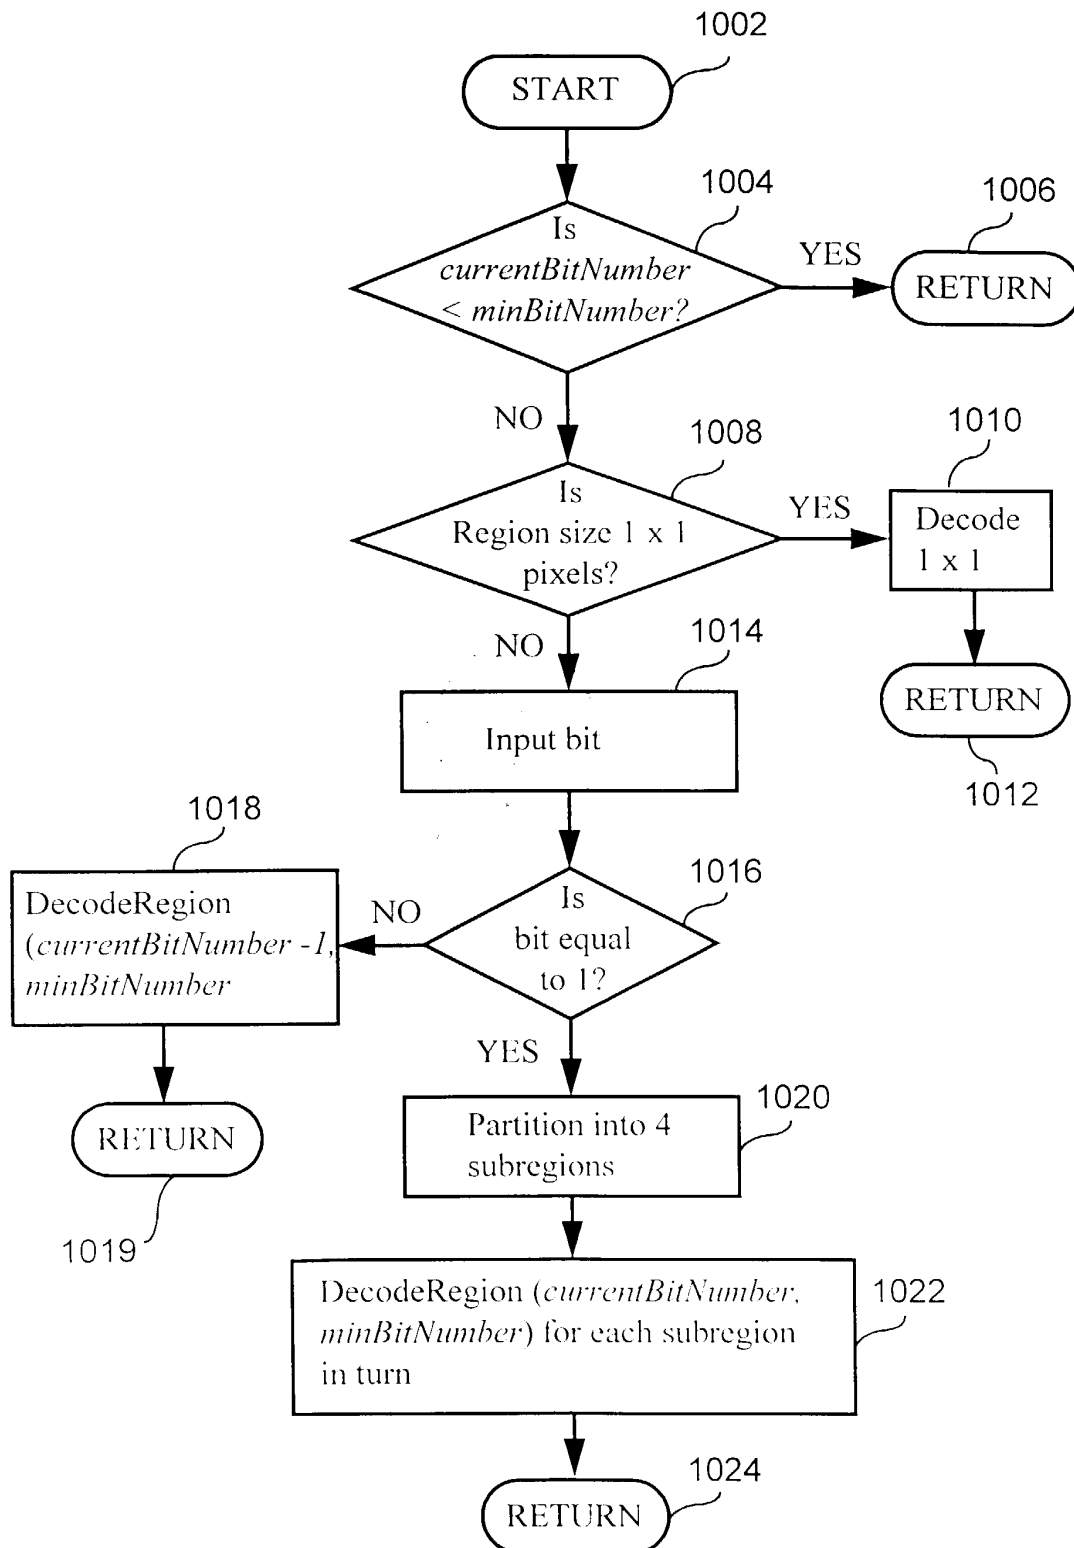 1002
START
1004
Is
currentBitNumber
< minBitNumber?
YES
1006
RETURN
NO
1008
Is
Region size 1 x 1
pixels?
YES
1010
Decode
1 x 1
1012
RETURN
NO
1014
Input bit
1016
Is
bit equal
to 1?
NO
1018
DecodeRegion
(currentBitNumber -1,
minBitNumber
RETURN
1019
YES
1020
Partition into 4
subregions
1022
DecodeRegion (currentBitNumber,
minBitNumber) for each subregion
in turn
1024
RETURN